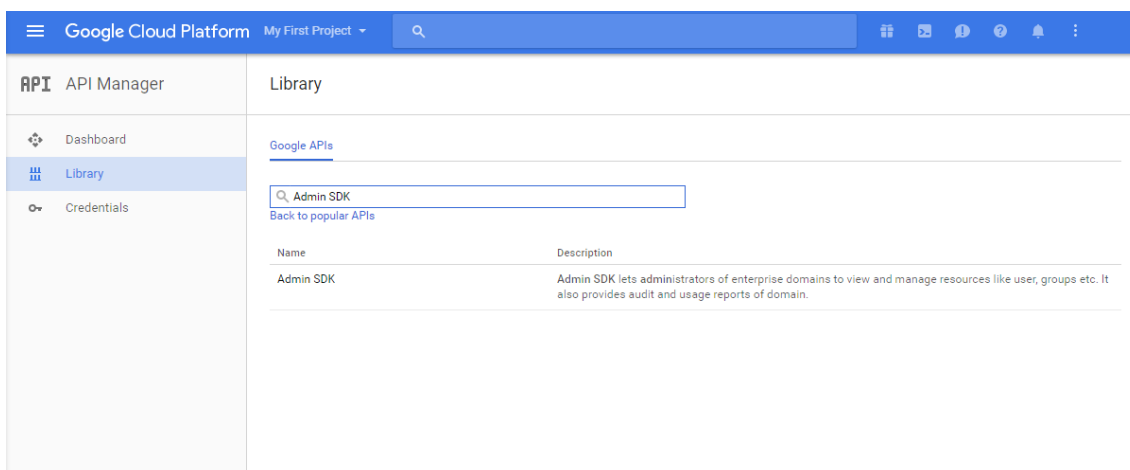 Google Cloud Platform My First Project
API API Manager
Library
Dashboard
Library
Credentials
Google APIs
Admin SDK
Back to popular APIs
Name Description
Admin SDK Admin SDK lets administrators of enterprise domains to view and manage resources like user, groups etc. It
also provides audit and usage reports of domain.